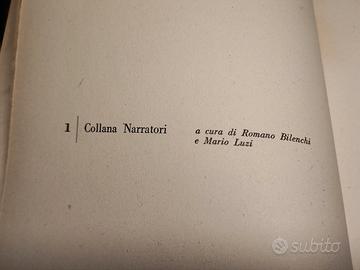 1 Collana Narratori a cura di Romano Bilenchi
e Mario Luzi
subito